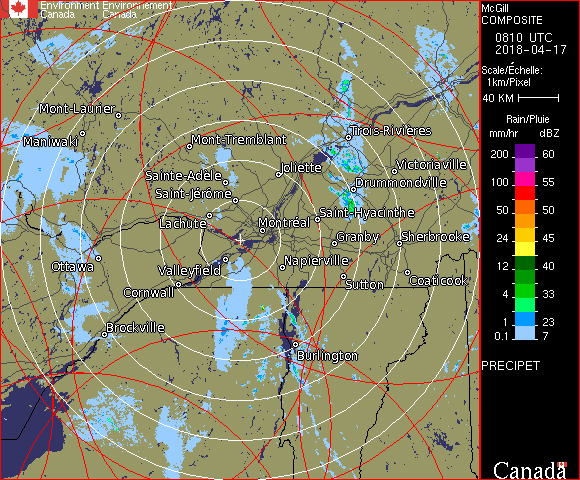 Environment Environnement
Canada Canada
McGill
COMPOSITE
0810 UTC
2018-04-17
Scale/Échelle:
1km/Pixel
40 KM
Rain/Pluie
mm/hr dBZ
200 60
100 55
50 50
24 45
12 40
8 33
4 23
0.1 7
PRECIPET
Canada
Mont-Laurier
Maniwaki
Mont-Tremblant
Trois-Rivières
Joliette
Victoriaville
Sainte-Adèle
Drummondville
Saint-Jérôme
Saint-Hyacinthe
Lachute
Montréal
Granby
Sherbrooke
Ottawa
Valleyfield
Napierville
Sutton
Coaticook
Cornwall
Brockville
Burlington